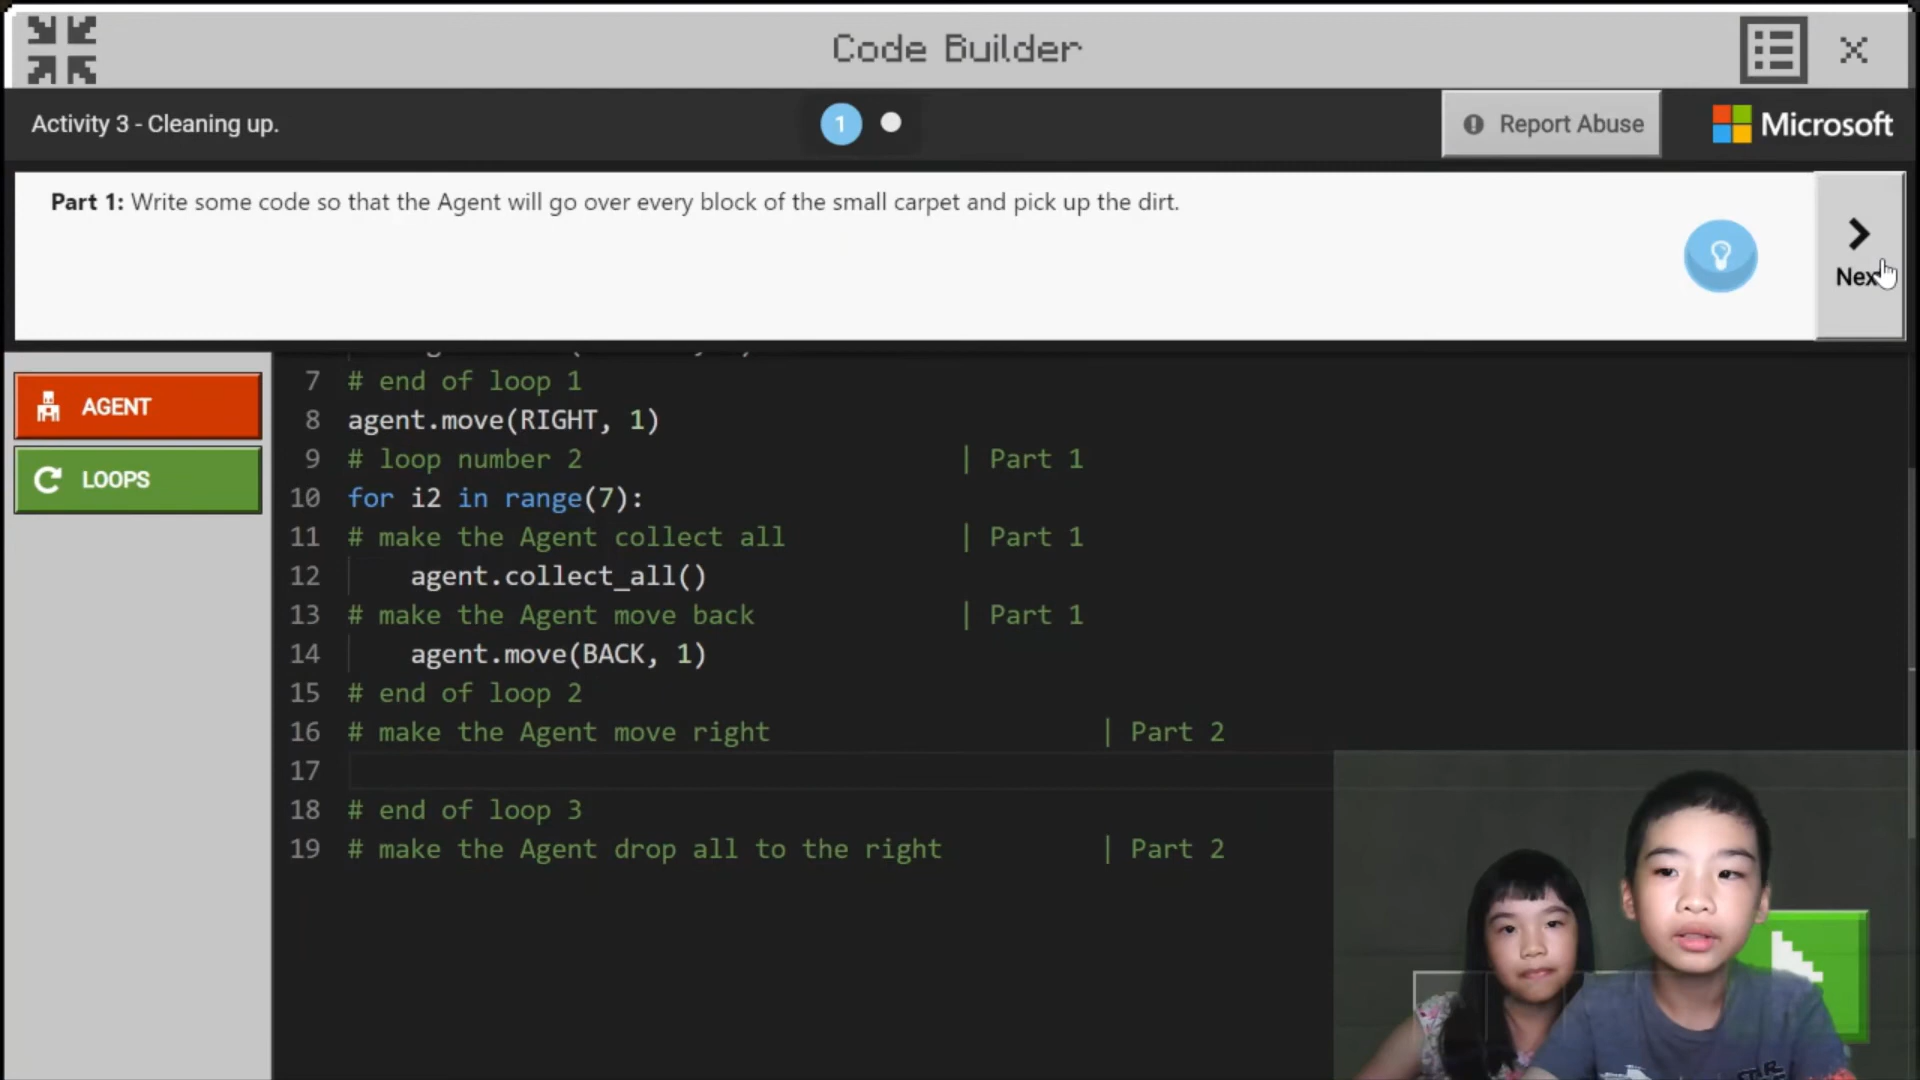 Code Builder
Activity 3 - Cleaning up.
1
Report Abuse
Microsoft
Part 1: Write some code so that the Agent will go over every block of the small carpet and pick up the dirt.
Nex
AGENT
LOOPS
7 # end of loop 1
8 agent.move(RIGHT, 1)
9 # loop number 2 | Part 1
10 for i2 in range(7):
11 # make the Agent collect all | Part 1
12 agent.collect_all()
13 # make the Agent move back | Part 1
14 agent.move(BACK, 1)
15 # end of loop 2
16 # make the Agent move right | Part 2
17
18 # end of loop 3
19 # make the Agent drop all to the right | Part 2